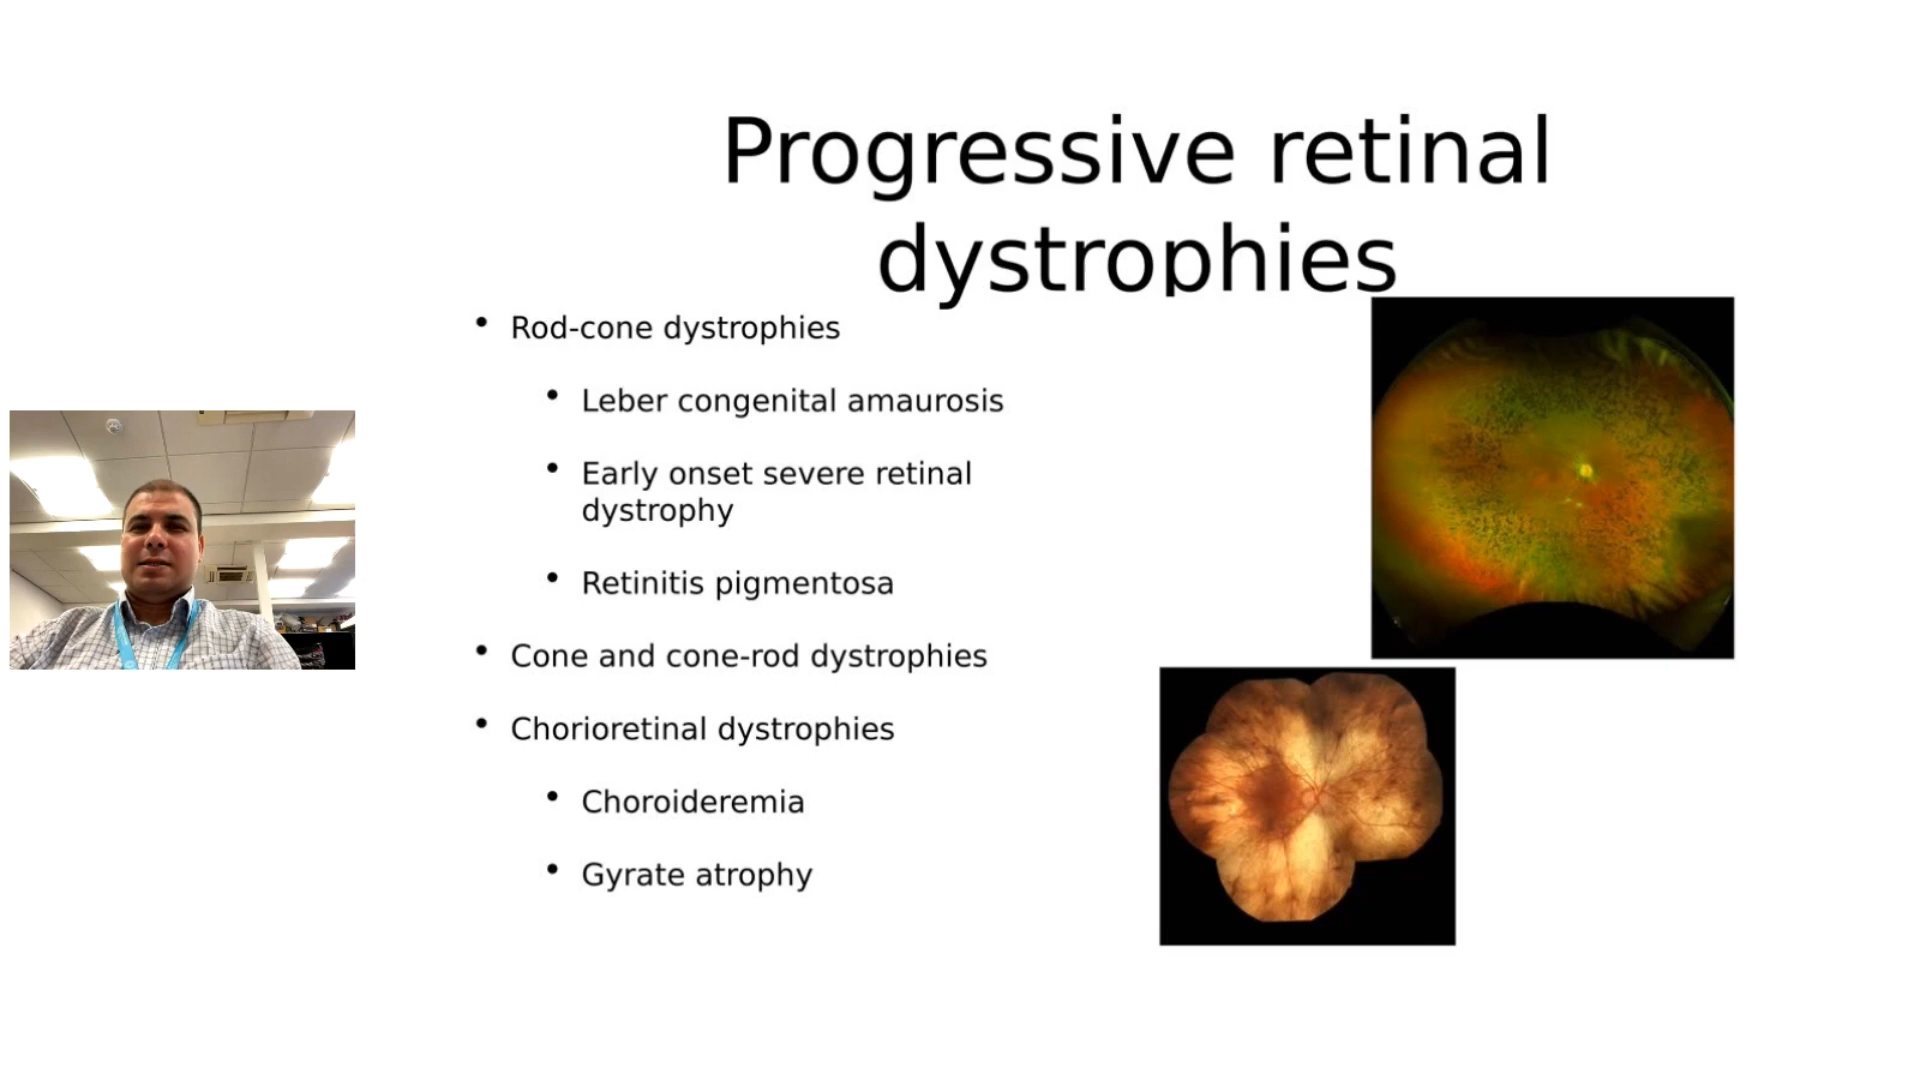 Progressive retinal
dystrophies
• Rod-cone dystrophies
• Leber congenital amaurosis
• Early onset severe retinal
dystrophy
• Retinitis pigmentosa
• Cone and cone-rod dystrophies
• Chorioretinal dystrophies
• Choroideremia
• Gyrate atrophy